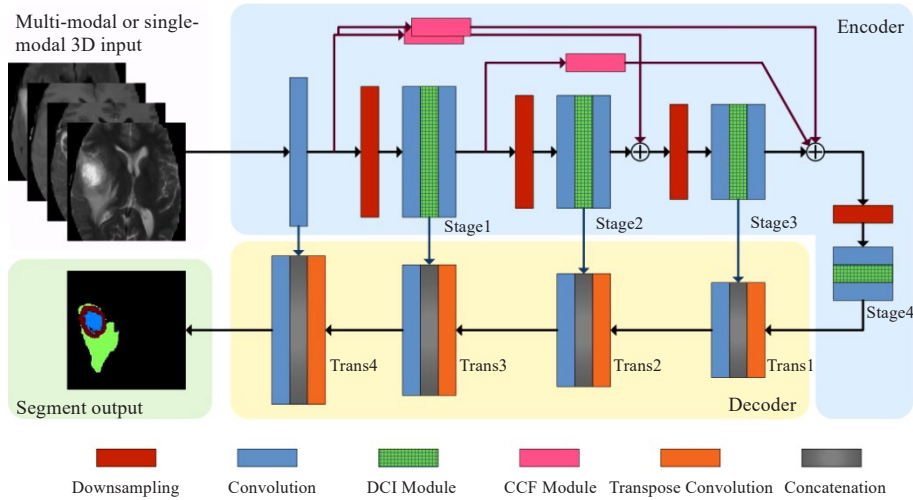 Multi-modal or single-
modal 3D input
Encoder
Stage1
Stage2
Stage3
Stage4
Trans4
Trans3
Trans2
Trans1
Segment output
Decoder
Downsampling
Convolution
DCI Module
CCF Module
Transpose Convolution
Concatenation